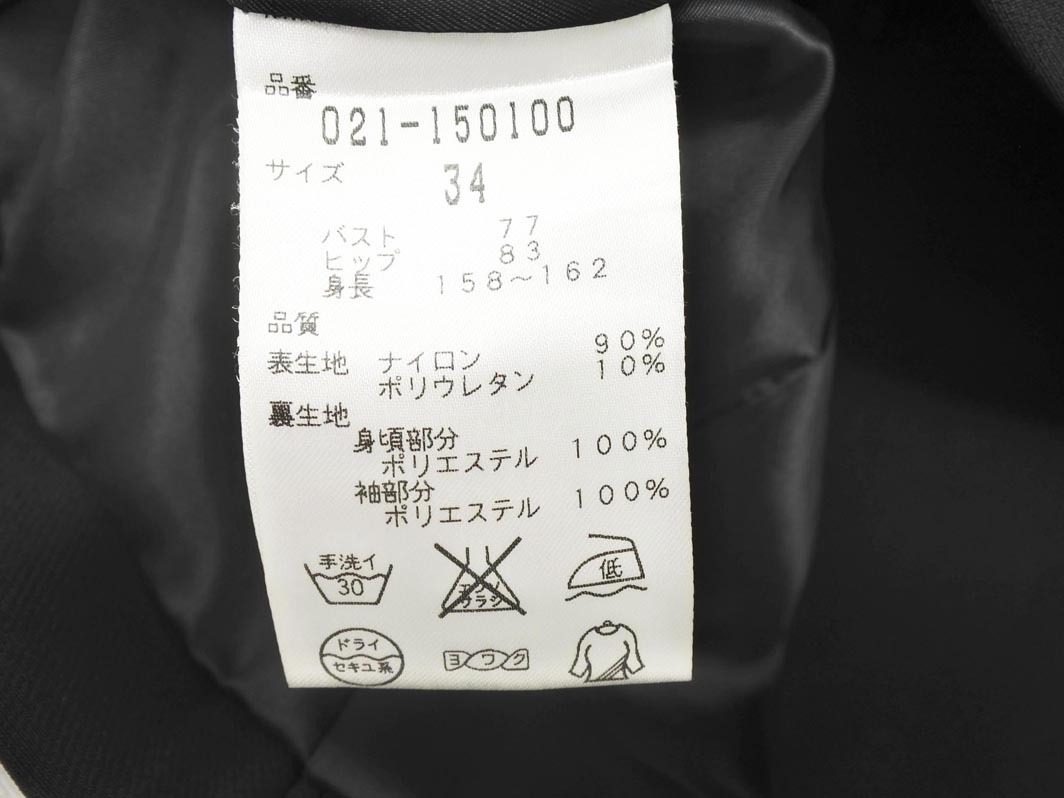 品番
021-150100
サイズ 34
バスト 77
ヒップ 83
身長 158～162
品質
表生地 ナイロン 90%
ポリウレタン 10%
裏生地
身頃部分
ポリエステル 100%
袖部分
ポリエステル 100%
手洗イ
30
エンソ
サラシ
低
ドライ
セキユ系
ヨワク